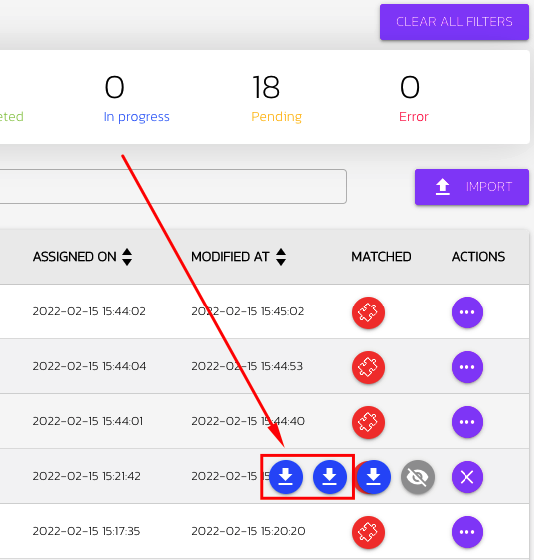 CLEAR ALL FILTERS
0 18 0
eted In progress Pending Error
IMPORT
ASSIGNED ON MODIFIED AT MATCHED ACTIONS
2022-02-15 15:44:02 2022-02-15 15:45:02
2022-02-15 15:44:04 2022-02-15 15:44:53
2022-02-15 15:44:01 2022-02-15 15:44:40
2022-02-15 15:21:42 2022-02-15
2022-02-15 15:17:35 2022-02-15 15:20:20